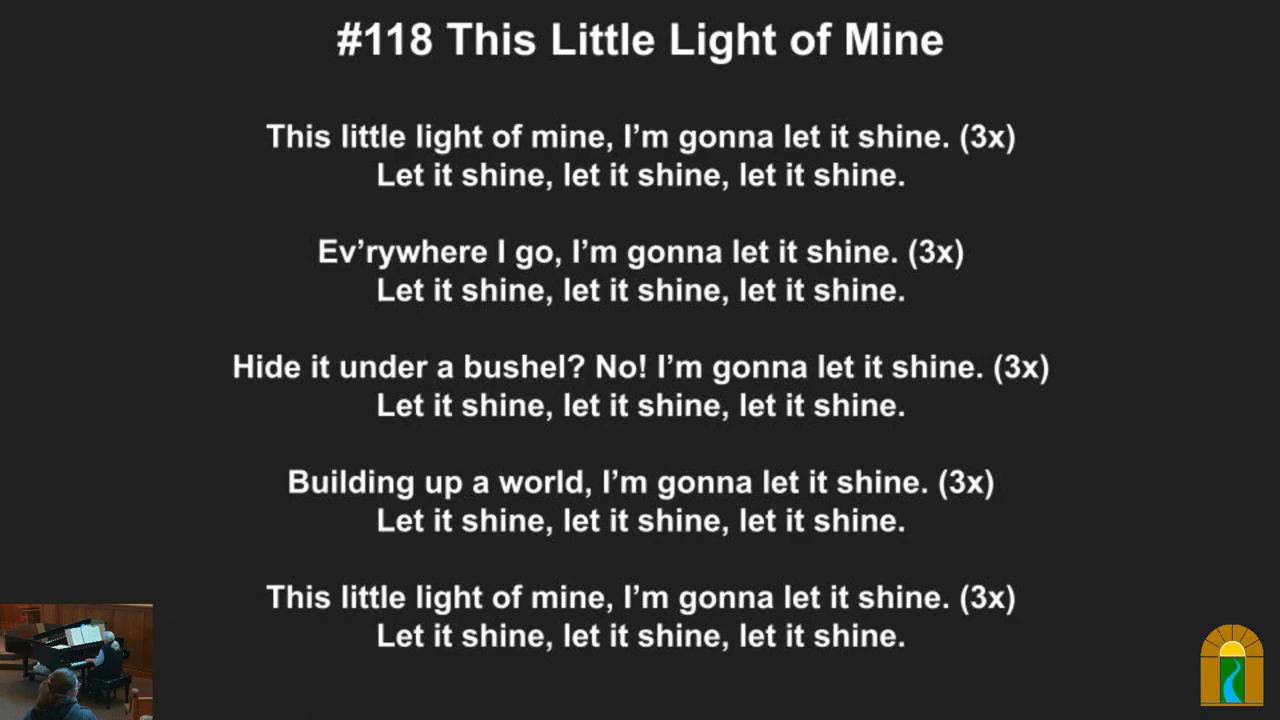 #118 This Little Light of Mine
This little light of mine, I’m gonna let it shine. (3x)
Let it shine, let it shine, let it shine.
Ev’rywhere I go, I’m gonna let it shine. (3x)
Let it shine, let it shine, let it shine.
Hide it under a bushel? No! I’m gonna let it shine. (3x)
Let it shine, let it shine, let it shine.
Building up a world, I’m gonna let it shine. (3x)
Let it shine, let it shine, let it shine.
This little light of mine, I’m gonna let it shine. (3x)
Let it shine, let it shine, let it shine.